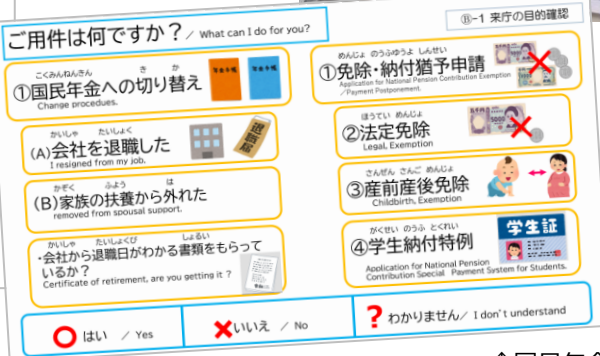 ご用件は何ですか？／ What can I do for you?
Ⓑ-1 来庁の目的確認
こくみんねんきん き か
①国民年金への切り替え
Change procedues.
年金手帳
年金手帳
かいしゃ たいしょく
(A)会社を退職した
I resigned from my job.
退職届
かぞく ふよう は
(B)家族の扶養から外れた
removed from spousal support.
かいしゃ たいしょくび しょるい
・会社から退職日がわかる書類をもらって
いるか？
Certificate of retirement, are you getting it ?
めんじょ のうふゆうよ しんせい
①免除・納付猶予申請
Application for National Pension Contribution Exemption
／Payment Postponement.
ほうてい めんじょ
②法定免除
Legal, Exemption
さんぜん さんご めんじょ
③産前産後免除
Childbirth, Exemption
がくせい のうふ とくれい
④学生納付特例
Application for National Pension
Contribution Special Payment System for Students.
学生証
はい ／ Yes
いいえ ／ No
わかりません／ I don't understand